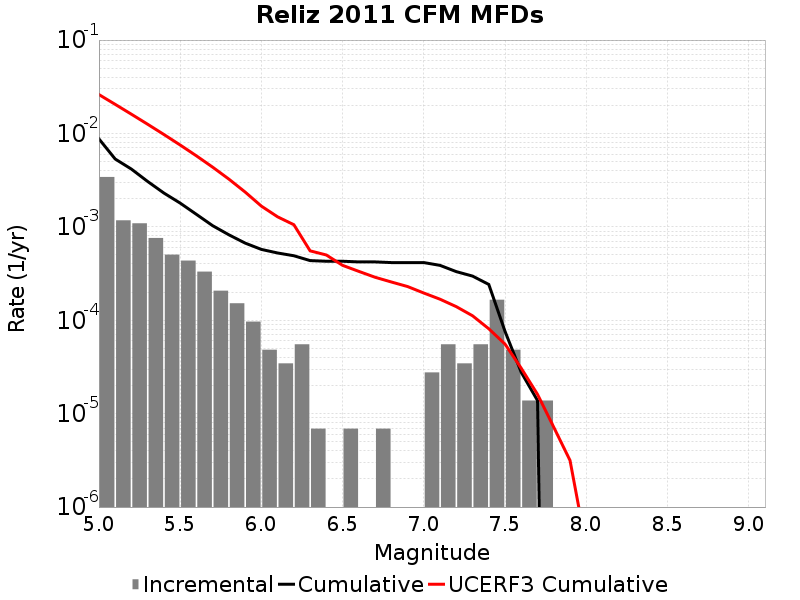 Reliz 2011 CFM MFDs
10-1
10-2
10-3
10-4
10-5
10-6
Rate (1/yr)
5.0 5.5 6.0 6.5 7.0 7.5 8.0 8.5 9.0
Magnitude
Incremental Cumulative UCERF3 Cumulative